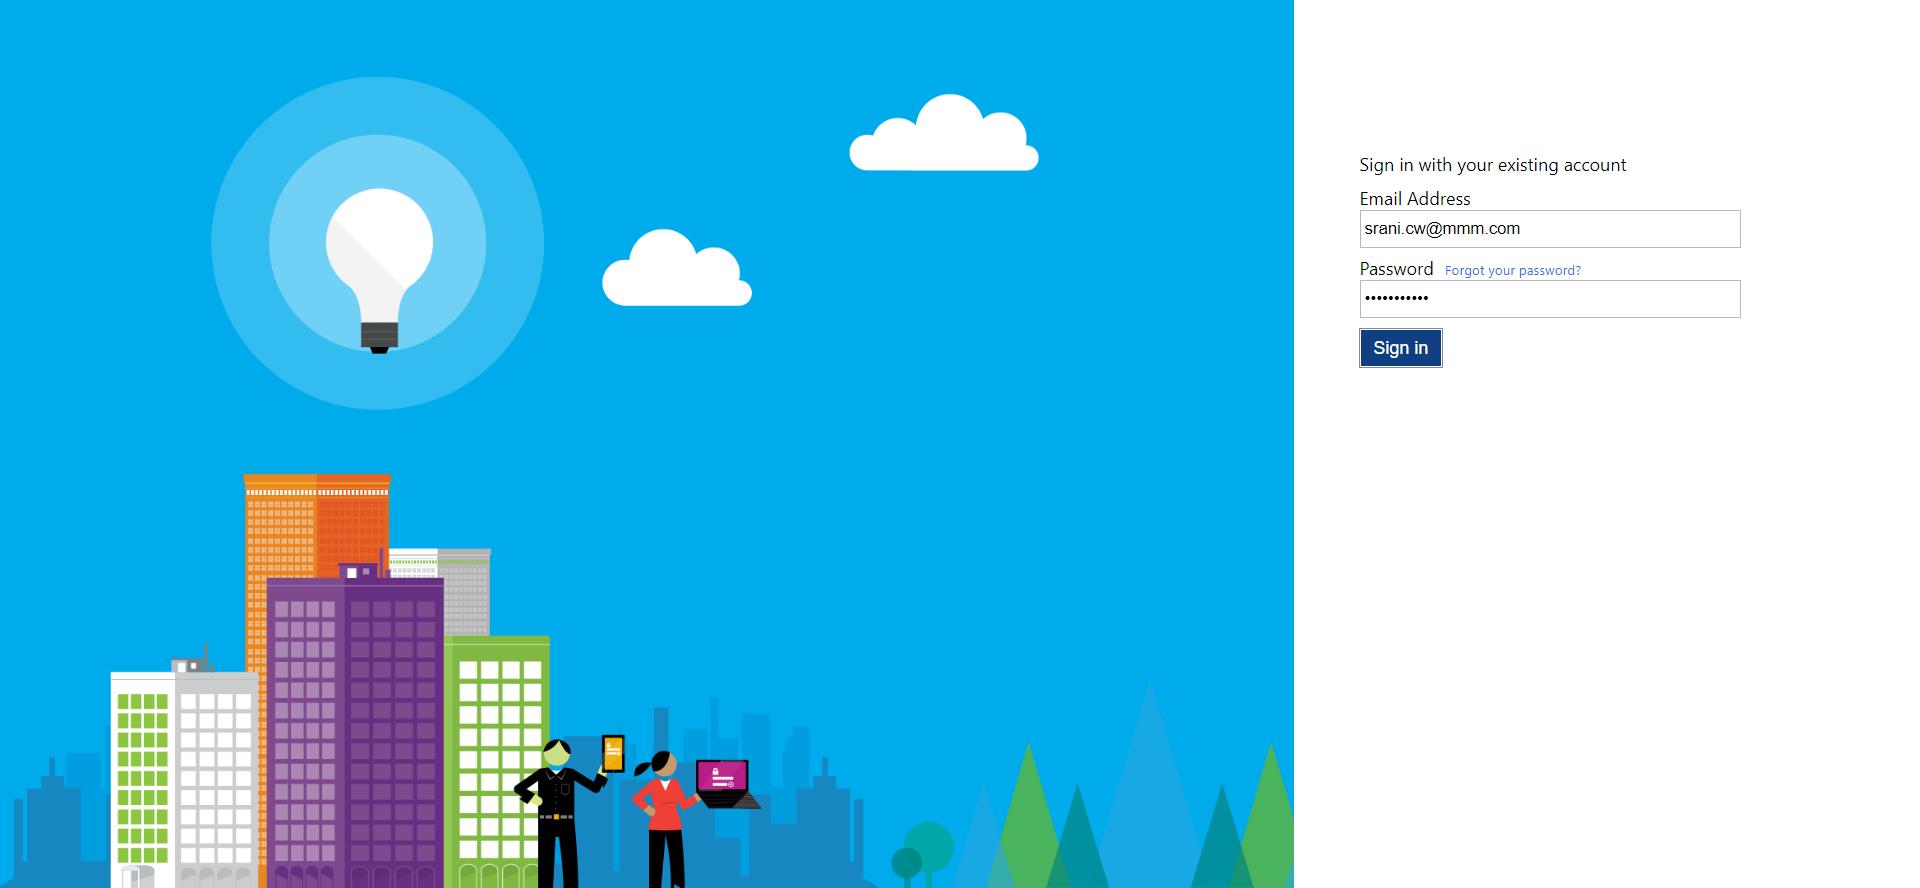 Sign in with your existing account
Email Address
srani.cw@mmm.com
Password Forgot your password?
•••••••••••
Sign in